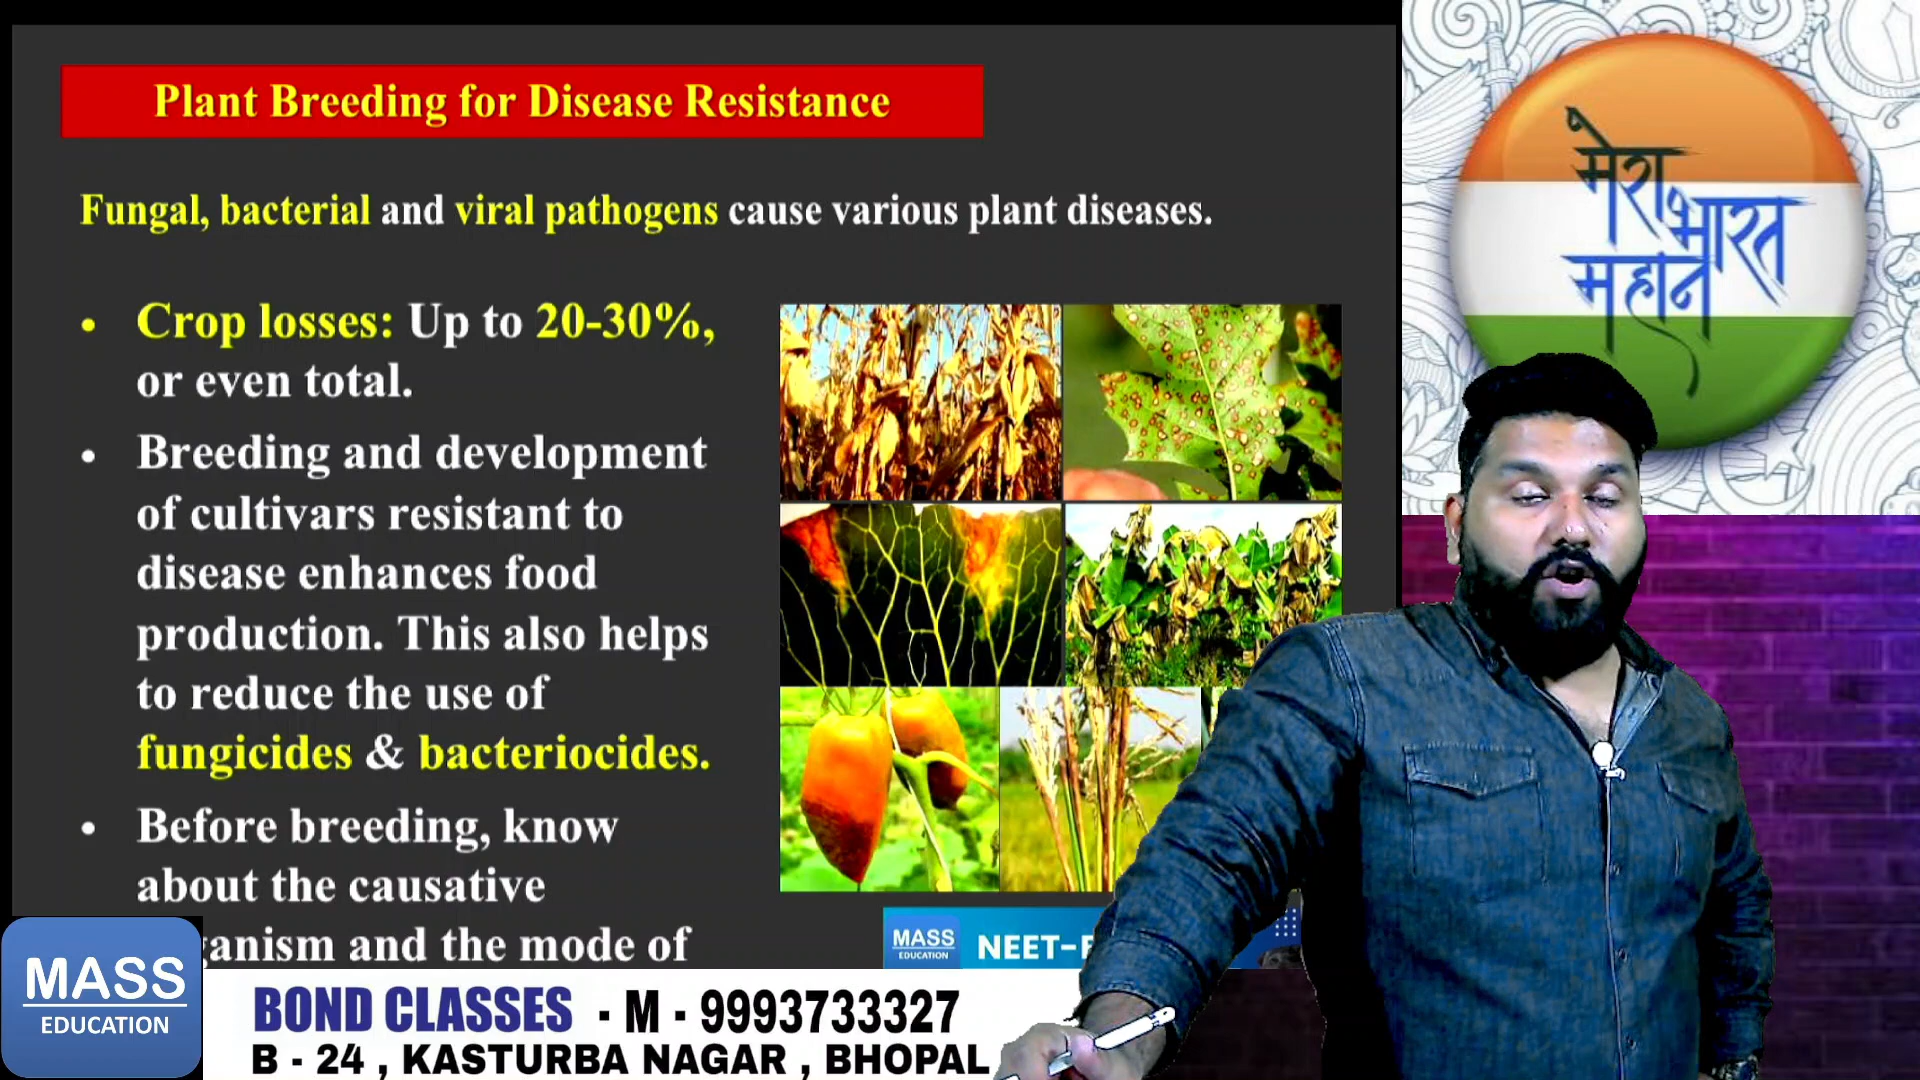 Plant Breeding for Disease Resistance
Fungal, bacterial and viral pathogens cause various plant diseases.
• Crop losses: Up to 20-30%,
or even total.
• Breeding and development
of cultivars resistant to
disease enhances food
production. This also helps
to reduce the use of
fungicides & bacteriocides.
• Before breeding, know
about the causative
ganism and the mode of
मेरा
भारत
महान
MASS
EDUCATION
NEET-
MASS
EDUCATION
BOND CLASSES - M - 9993733327
B - 24 , KASTURBA NAGAR , BHOPAL